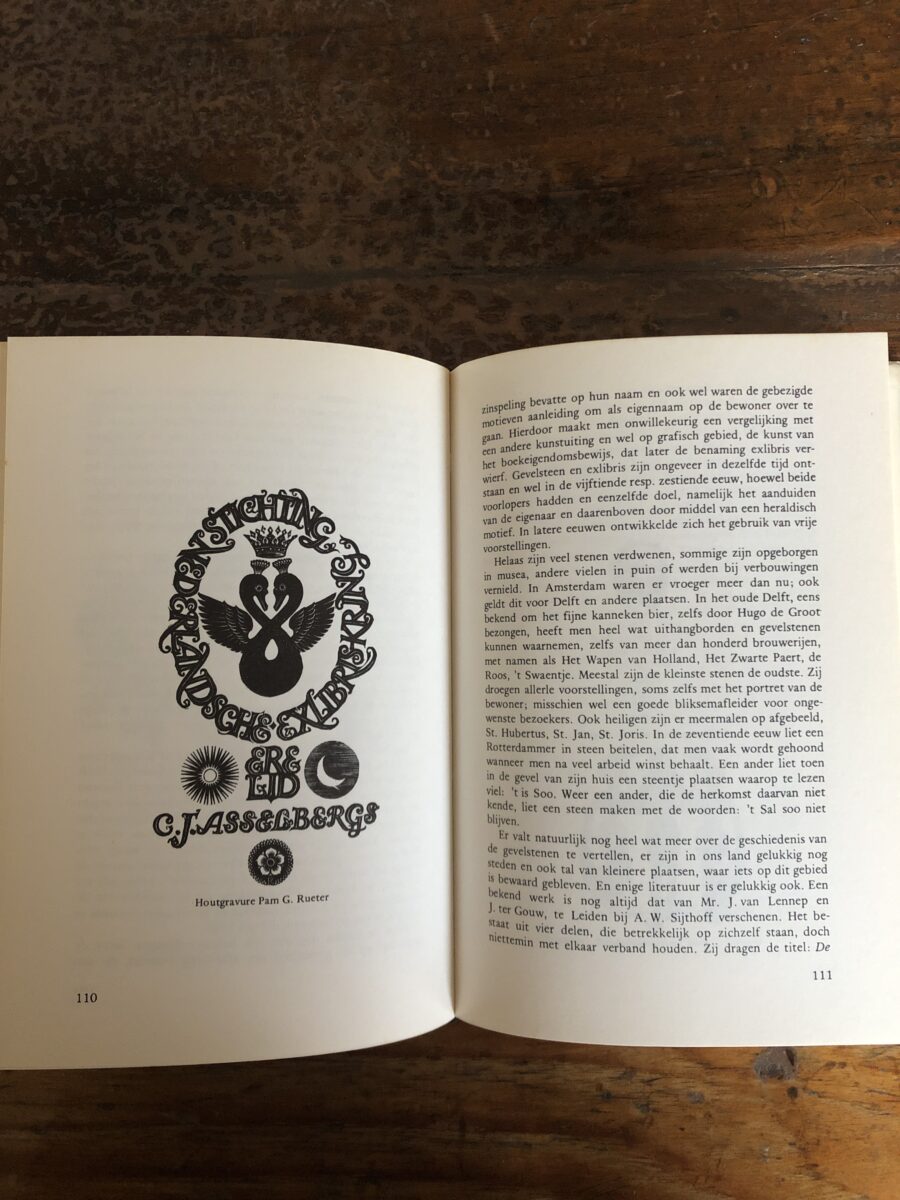 STICHTING
NEDERLANDSCHE EXLIBRISKRING
ERE
LID
C.J. ASSELBERGS
Houtgravure Pam G. Rueter
110
zinspeling bevatte op hun naam en ook wel waren de gebezigde
motieven aanleiding om als eigennaam op de bewoner over te
gaan. Hierdoor maakt men onwillekeurig een vergelijking met
een andere kunstuiting en wel op grafisch gebied, de kunst van
het boekeigendomsbewijs, dat later de benaming exlibris ver-
wierf. Gevelsteen en exlibris zijn ongeveer in dezelfde tijd ont-
staan en wel in de vijftiende resp. zestiende eeuw, hoewel beide
voorlopers hadden en eenzelfde doel, namelijk het aanduiden
van de eigenaar en daarenboven door middel van een heraldisch
motief. In latere eeuwen ontwikkelde zich het gebruik van vrije
voorstellingen.
Helaas zijn veel stenen verdwenen, sommige zijn opgeborgen
in musea, andere vielen in puin of werden bij verbouwingen
vernield. In Amsterdam waren er vroeger meer dan nu; ook
geldt dit voor Delft en andere plaatsen. In het oude Delft, eens
bekend om het fijne kanneken bier, zelfs door Hugo de Groot
bezongen, heeft men heel wat uithangborden en gevelstenen
kunnen waarnemen, zelfs van meer dan honderd brouwerijen,
met namen als Het Wapen van Holland, Het Zwarte Paert, de
Roos, 't Swaentje. Meestal zijn de kleinste stenen de oudste. Zij
droegen allerle voorstellingen, soms zelfs met het portret van de
bewoner; misschien wel een goede bliksemafleider voor onge-
wenste bezoekers. Ook heiligen zijn er meermalen op afgebeeld,
St. Hubertus, St. Jan, St. Joris. In de zeventiende eeuw liet een
Rotterdammer in steen beitelen, dat men vaak wordt gehoond
wanneer men na veel arbeid winst behaalt. Een ander liet toen
in de gevel van zijn huis een steentje plaatsen waarop te lezen
viel: 't is Soo. Weer een ander, die de herkomst daarvan niet
kende, liet een steen maken met de woorden: 't Sal soo niet
blijven.
Er valt natuurlijk nog heel wat meer over de geschiedenis van
de gevelstenen te vertellen, er zijn in ons land gelukkig nog
steden en ook tal van kleinere plaatsen, waar iets op dit gebied
is bewaard gebleven. En enige literatuur is er gelukkig ook. Een
bekend werk is nog altijd dat van Mr. J. van Lennep en
J. ter Gouw, te Leiden bij A.W. Sijthoff verschenen. Het be-
staat uit vier delen, die betrekkelijk op zichzelf staan, doch
niettemin met elkaar verband houden. Zij dragen de titel: De
111